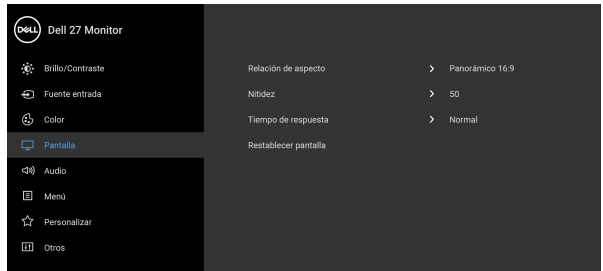 DELL Dell 27 Monitor
Brillo/Contraste
Relación de aspecto > Panorámico 16:9
Fuente entrada
Nitidez > 50
Color
Tiempo de respuesta > Normal
Pantalla
Restablecer pantalla
Audio
Menú
Personalizar
Otros